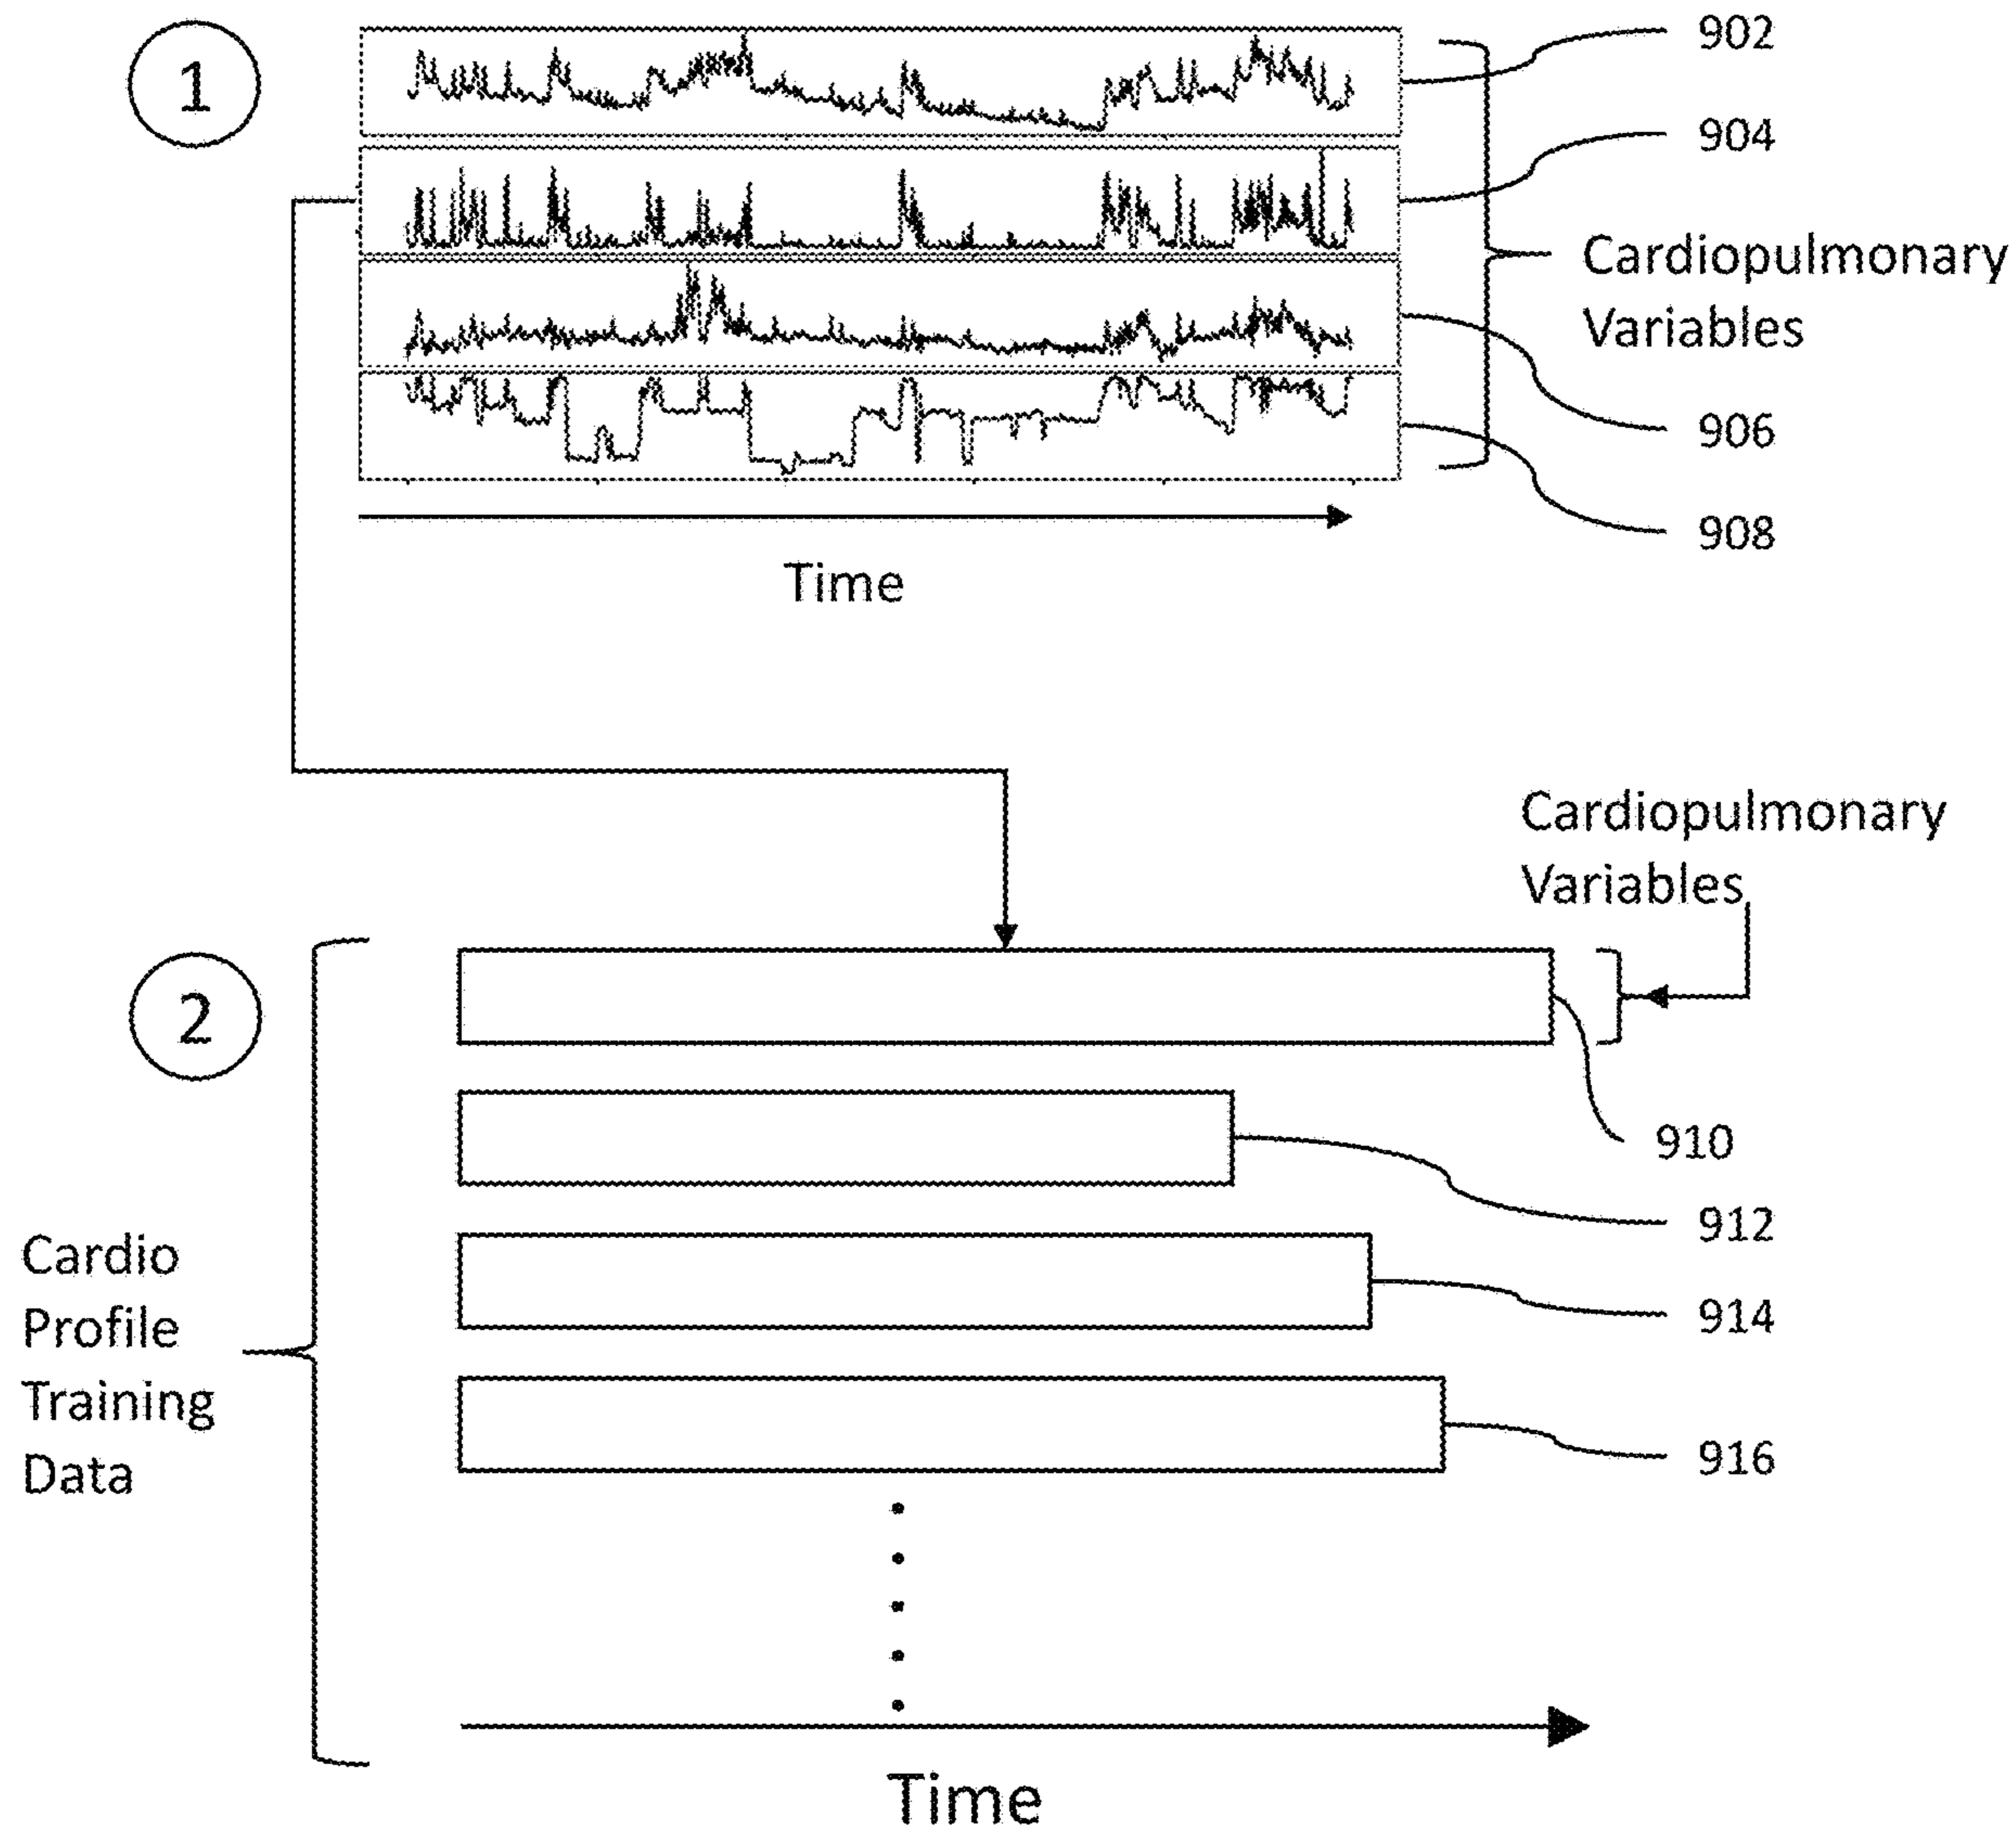 1
902
904
Cardiopulmonary
Variables
906
908
Time
Cardiopulmonary
Variables
2
910
912
914
916
Cardio
Profile
Training
Data
Time